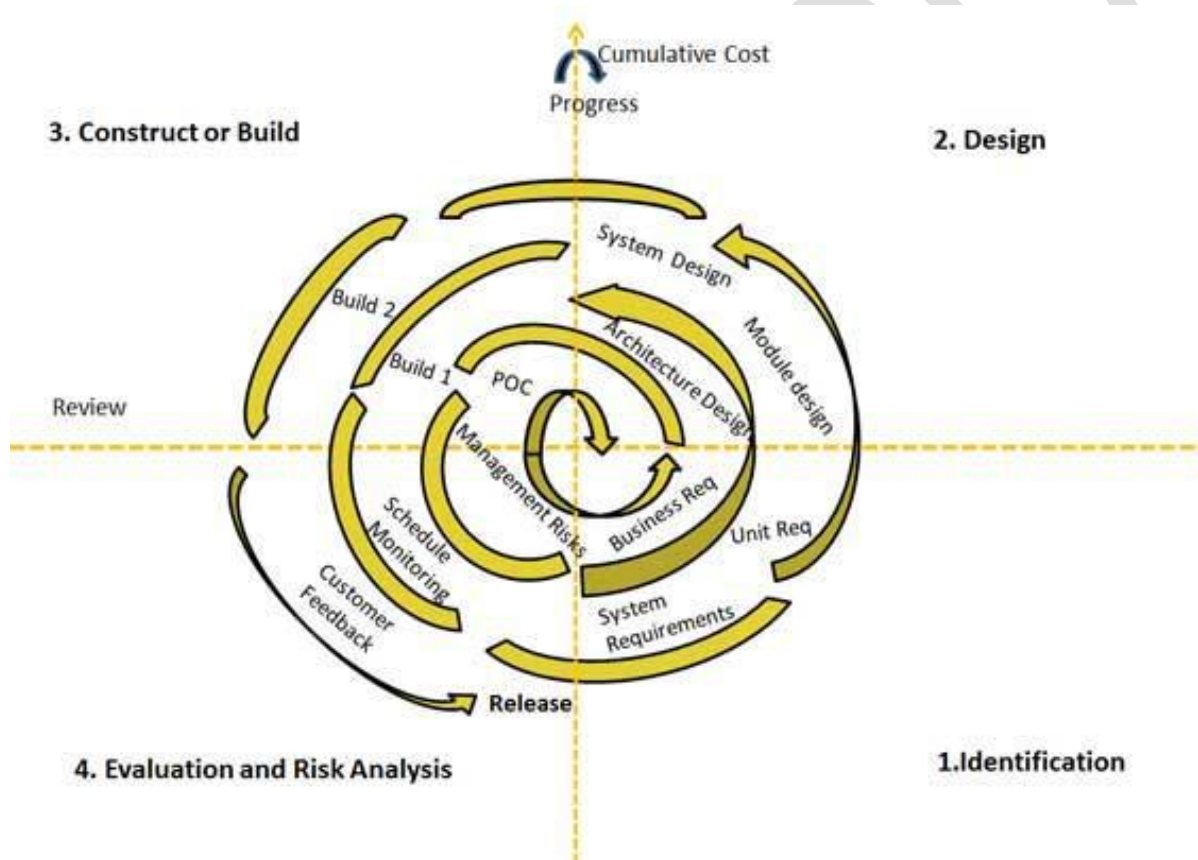 Cumulative Cost
Progress
3. Construct or Build
2. Design
System Design
Build 2
Architecture Design
Module design
Build 1
POC
Review
Management Risks
Business Req
Unit Req
Schedule
Monitoring
Customer
Feedback
System
Requirements
Release
4. Evaluation and Risk Analysis
1.Identification